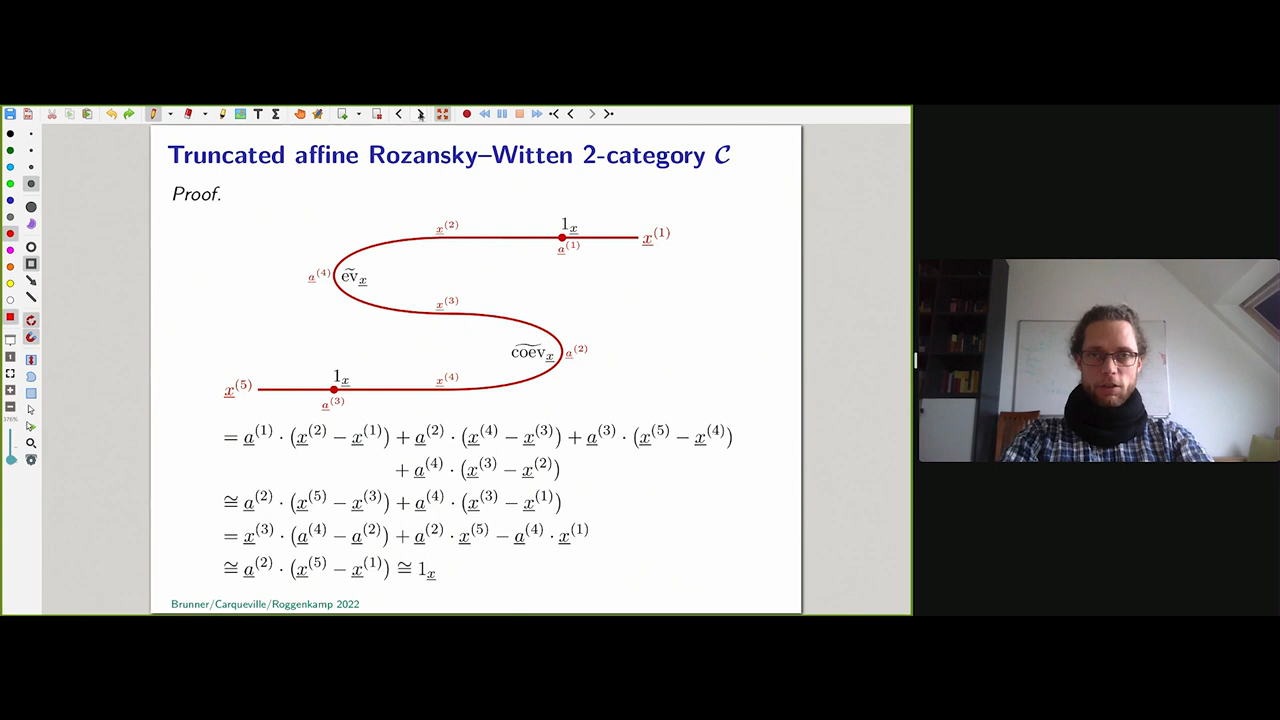 Truncated affine Rozansky–Witten 2-category 𝒞
Proof.
x̲⁽²⁾
1_x̲
a̲⁽¹⁾
x̲⁽¹⁾
a̲⁽⁴⁾
ẽv_x̲
x̲⁽³⁾
c͠oev_x̲
a̲⁽²⁾
x̲⁽⁵⁾
1_x̲
a̲⁽³⁾
x̲⁽⁴⁾
= a̲⁽¹⁾ · (x̲⁽²⁾ − x̲⁽¹⁾) + a̲⁽²⁾ · (x̲⁽⁴⁾ − x̲⁽³⁾) + a̲⁽³⁾ · (x̲⁽⁵⁾ − x̲⁽⁴⁾)
+ a̲⁽⁴⁾ · (x̲⁽³⁾ − x̲⁽²⁾)
≅ a̲⁽²⁾ · (x̲⁽⁵⁾ − x̲⁽³⁾) + a̲⁽⁴⁾ · (x̲⁽³⁾ − x̲⁽¹⁾)
= x̲⁽³⁾ · (a̲⁽⁴⁾ − a̲⁽²⁾) + a̲⁽²⁾ · x̲⁽⁵⁾ − a̲⁽⁴⁾ · x̲⁽¹⁾
≅ a̲⁽²⁾ · (x̲⁽⁵⁾ − x̲⁽¹⁾) ≅ 1_x̲
Brunner/Carqueville/Roggenkamp 2022